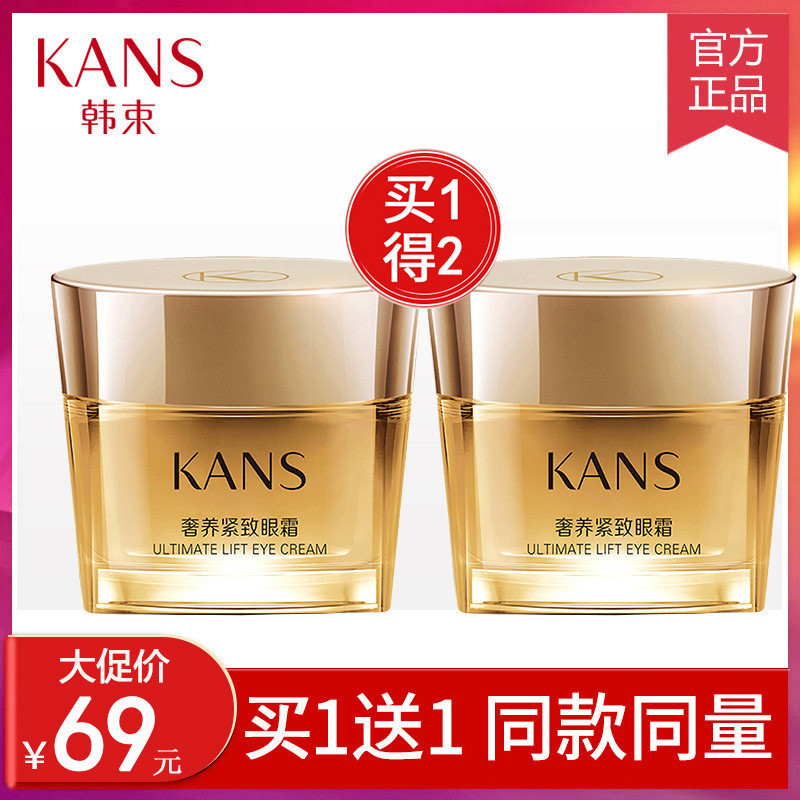 KANS
韩束
官方
正品
买1
得2
KANS
奢养紧致眼霜
ULTIMATE LIFT EYE CREAM
KANS
奢养紧致眼霜
ULTIMATE LIFT EYE CREAM
大促价
¥69元
买1送1 同款同量